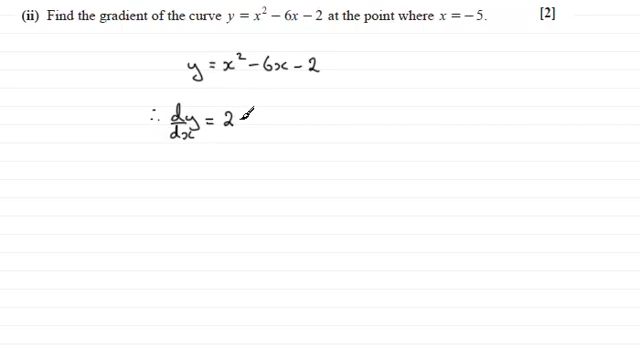 (ii) Find the gradient of the curve y = x² − 6x − 2 at the point where x = −5. [2]
y = x² − 6x − 2
∴ dy/dx = 2